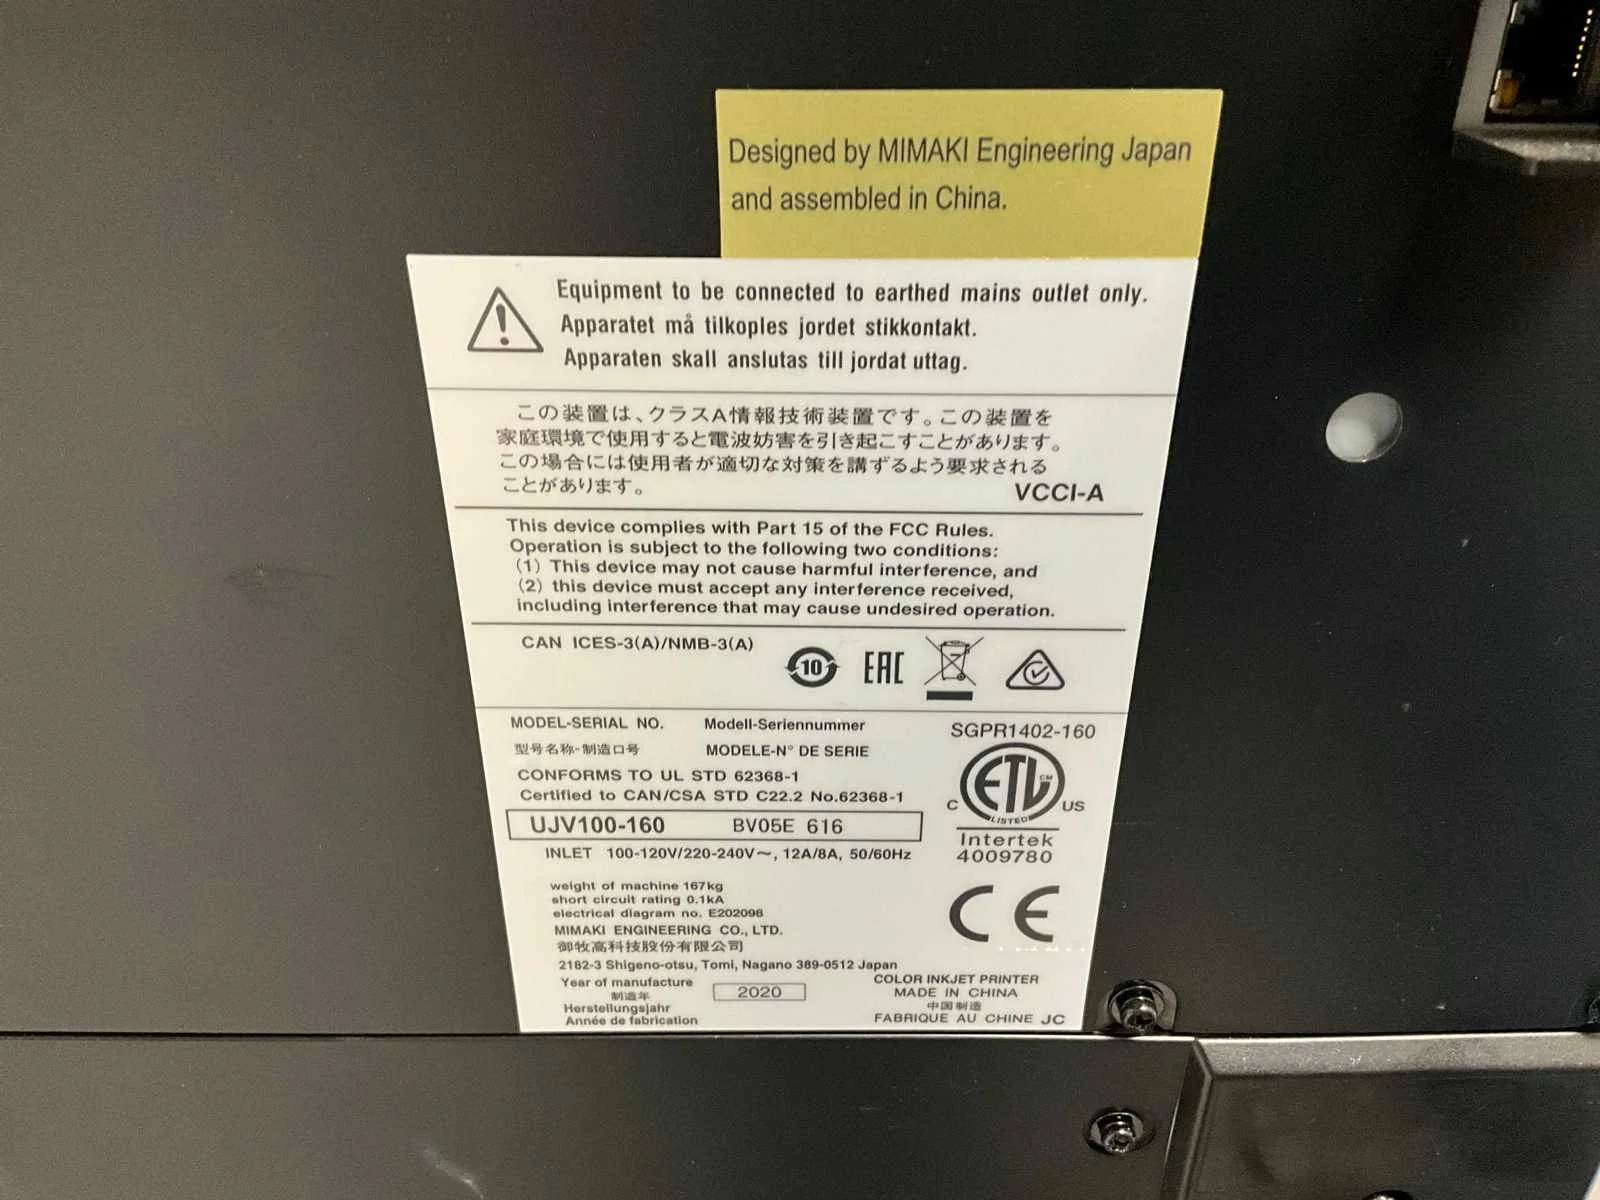 Designed by MIMAKI Engineering Japan
and assembled in China.
Equipment to be connected to earthed mains outlet only.
Apparatet må tilkoples jordet stikkontakt.
Apparaten skall anslutas till jordat uttag.
この装置は、クラスA情報技術装置です。この装置を
家庭環境で使用すると電波妨害を引き起こすことがあります。
この場合には使用者が適切な対策を講ずるよう要求される
ことがあります。
VCCI-A
This device complies with Part 15 of the FCC Rules.
Operation is subject to the following two conditions:
(1) This device may not cause harmful interference, and
(2) this device must accept any interference received,
including interference that may cause undesired operation.
CAN ICES-3(A)/NMB-3(A)
10
EAC
MODEL-SERIAL NO. Modell-Seriennummer
型号名称-制造口号 MODELE-N° DE SERIE
CONFORMS TO UL STD 62368-1
Certified to CAN/CSA STD C22.2 No.62368-1
SGPR1402-160
ETL CM
C US
LISTED
Intertek
4009780
UJV100-160 BV05E 616
INLET 100-120V/220-240V～, 12A/8A, 50/60Hz
weight of machine 167kg
short circuit rating 0.1kA
electrical diagram no. E202098
MIMAKI ENGINEERING CO., LTD.
御牧高科技股份有限公司
2182-3 Shigeno-otsu, Tomi, Nagano 389-0512 Japan
CE
Year of manufacture
制造年
Herstellungsjahr
Année de fabrication
2020
COLOR INKJET PRINTER
MADE IN CHINA
中国制造
FABRIQUE AU CHINE JC